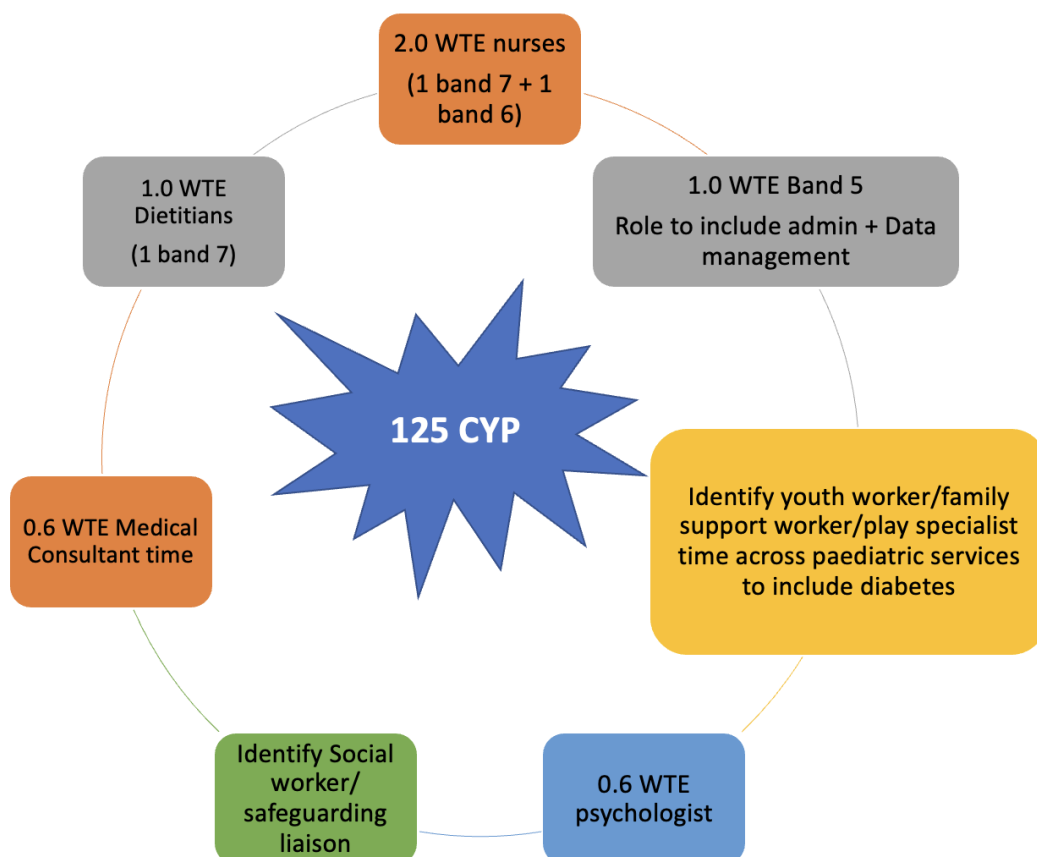 2.0 WTE nurses
(1 band 7 + 1
band 6)
1.0 WTE Band 5
Role to include admin + Data
management
Identify youth worker/family
support worker/play specialist
time across paediatric services
to include diabetes
0.6 WTE
psychologist
Identify Social
worker/
safeguarding
liaison
0.6 WTE Medical
Consultant time
1.0 WTE
Dietitians
(1 band 7)
125 CYP